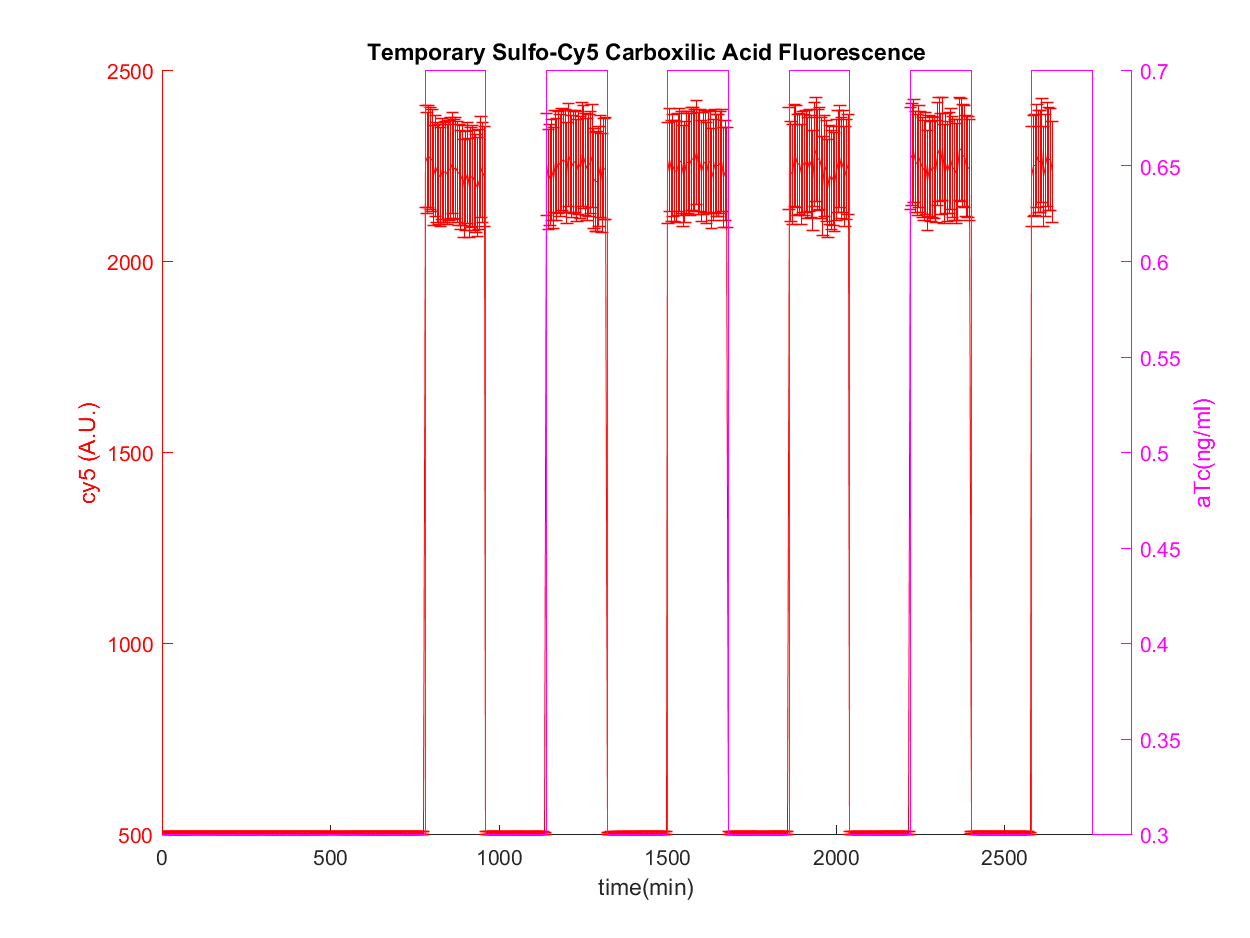 Temporary Sulfo-Cy5 Carboxilic Acid Fluorescence
2500
2000
1500
1000
500
cy5 (A.U.)
0.7
0.65
0.6
0.55
0.5
0.45
0.4
0.35
0.3
aTc(ng/ml)
0 500 1000 1500 2000 2500
time(min)